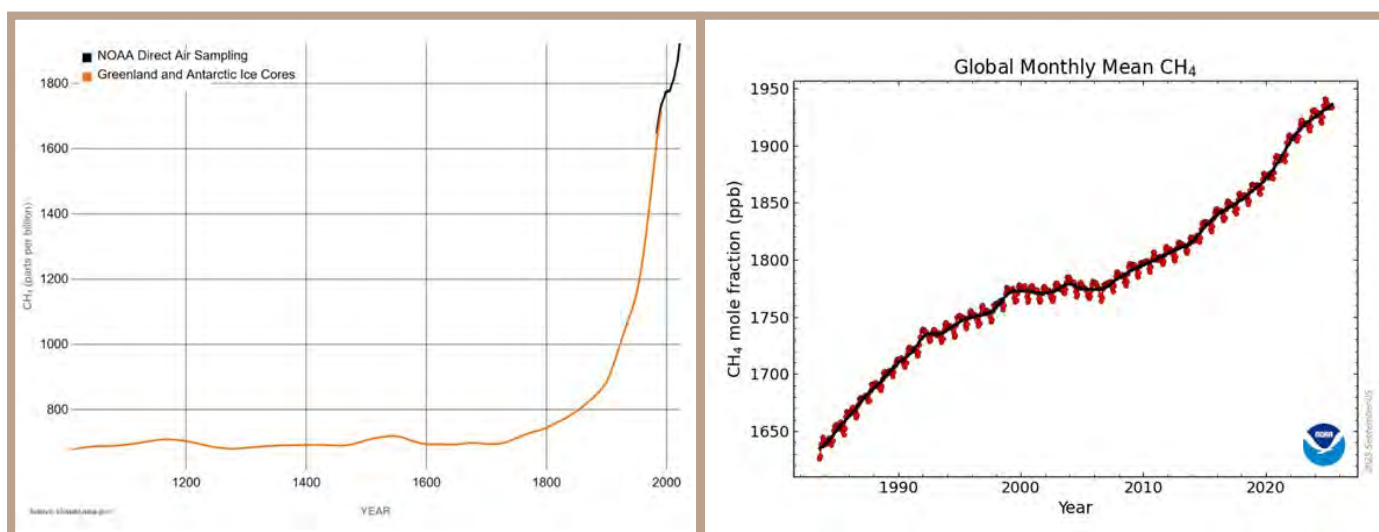 NOAA Direct Air Sampling
Greenland and Antarctic Ice Cores
1800
1600
1400
1200
1000
800
CH₄ (parts per billion)
1200
1400
1600
1800
2000
YEAR
Global Monthly Mean CH₄
1950
1900
1850
1800
1750
1700
1650
CH₄ mole fraction (ppb)
1990
2000
2010
2020
Year
NOAA